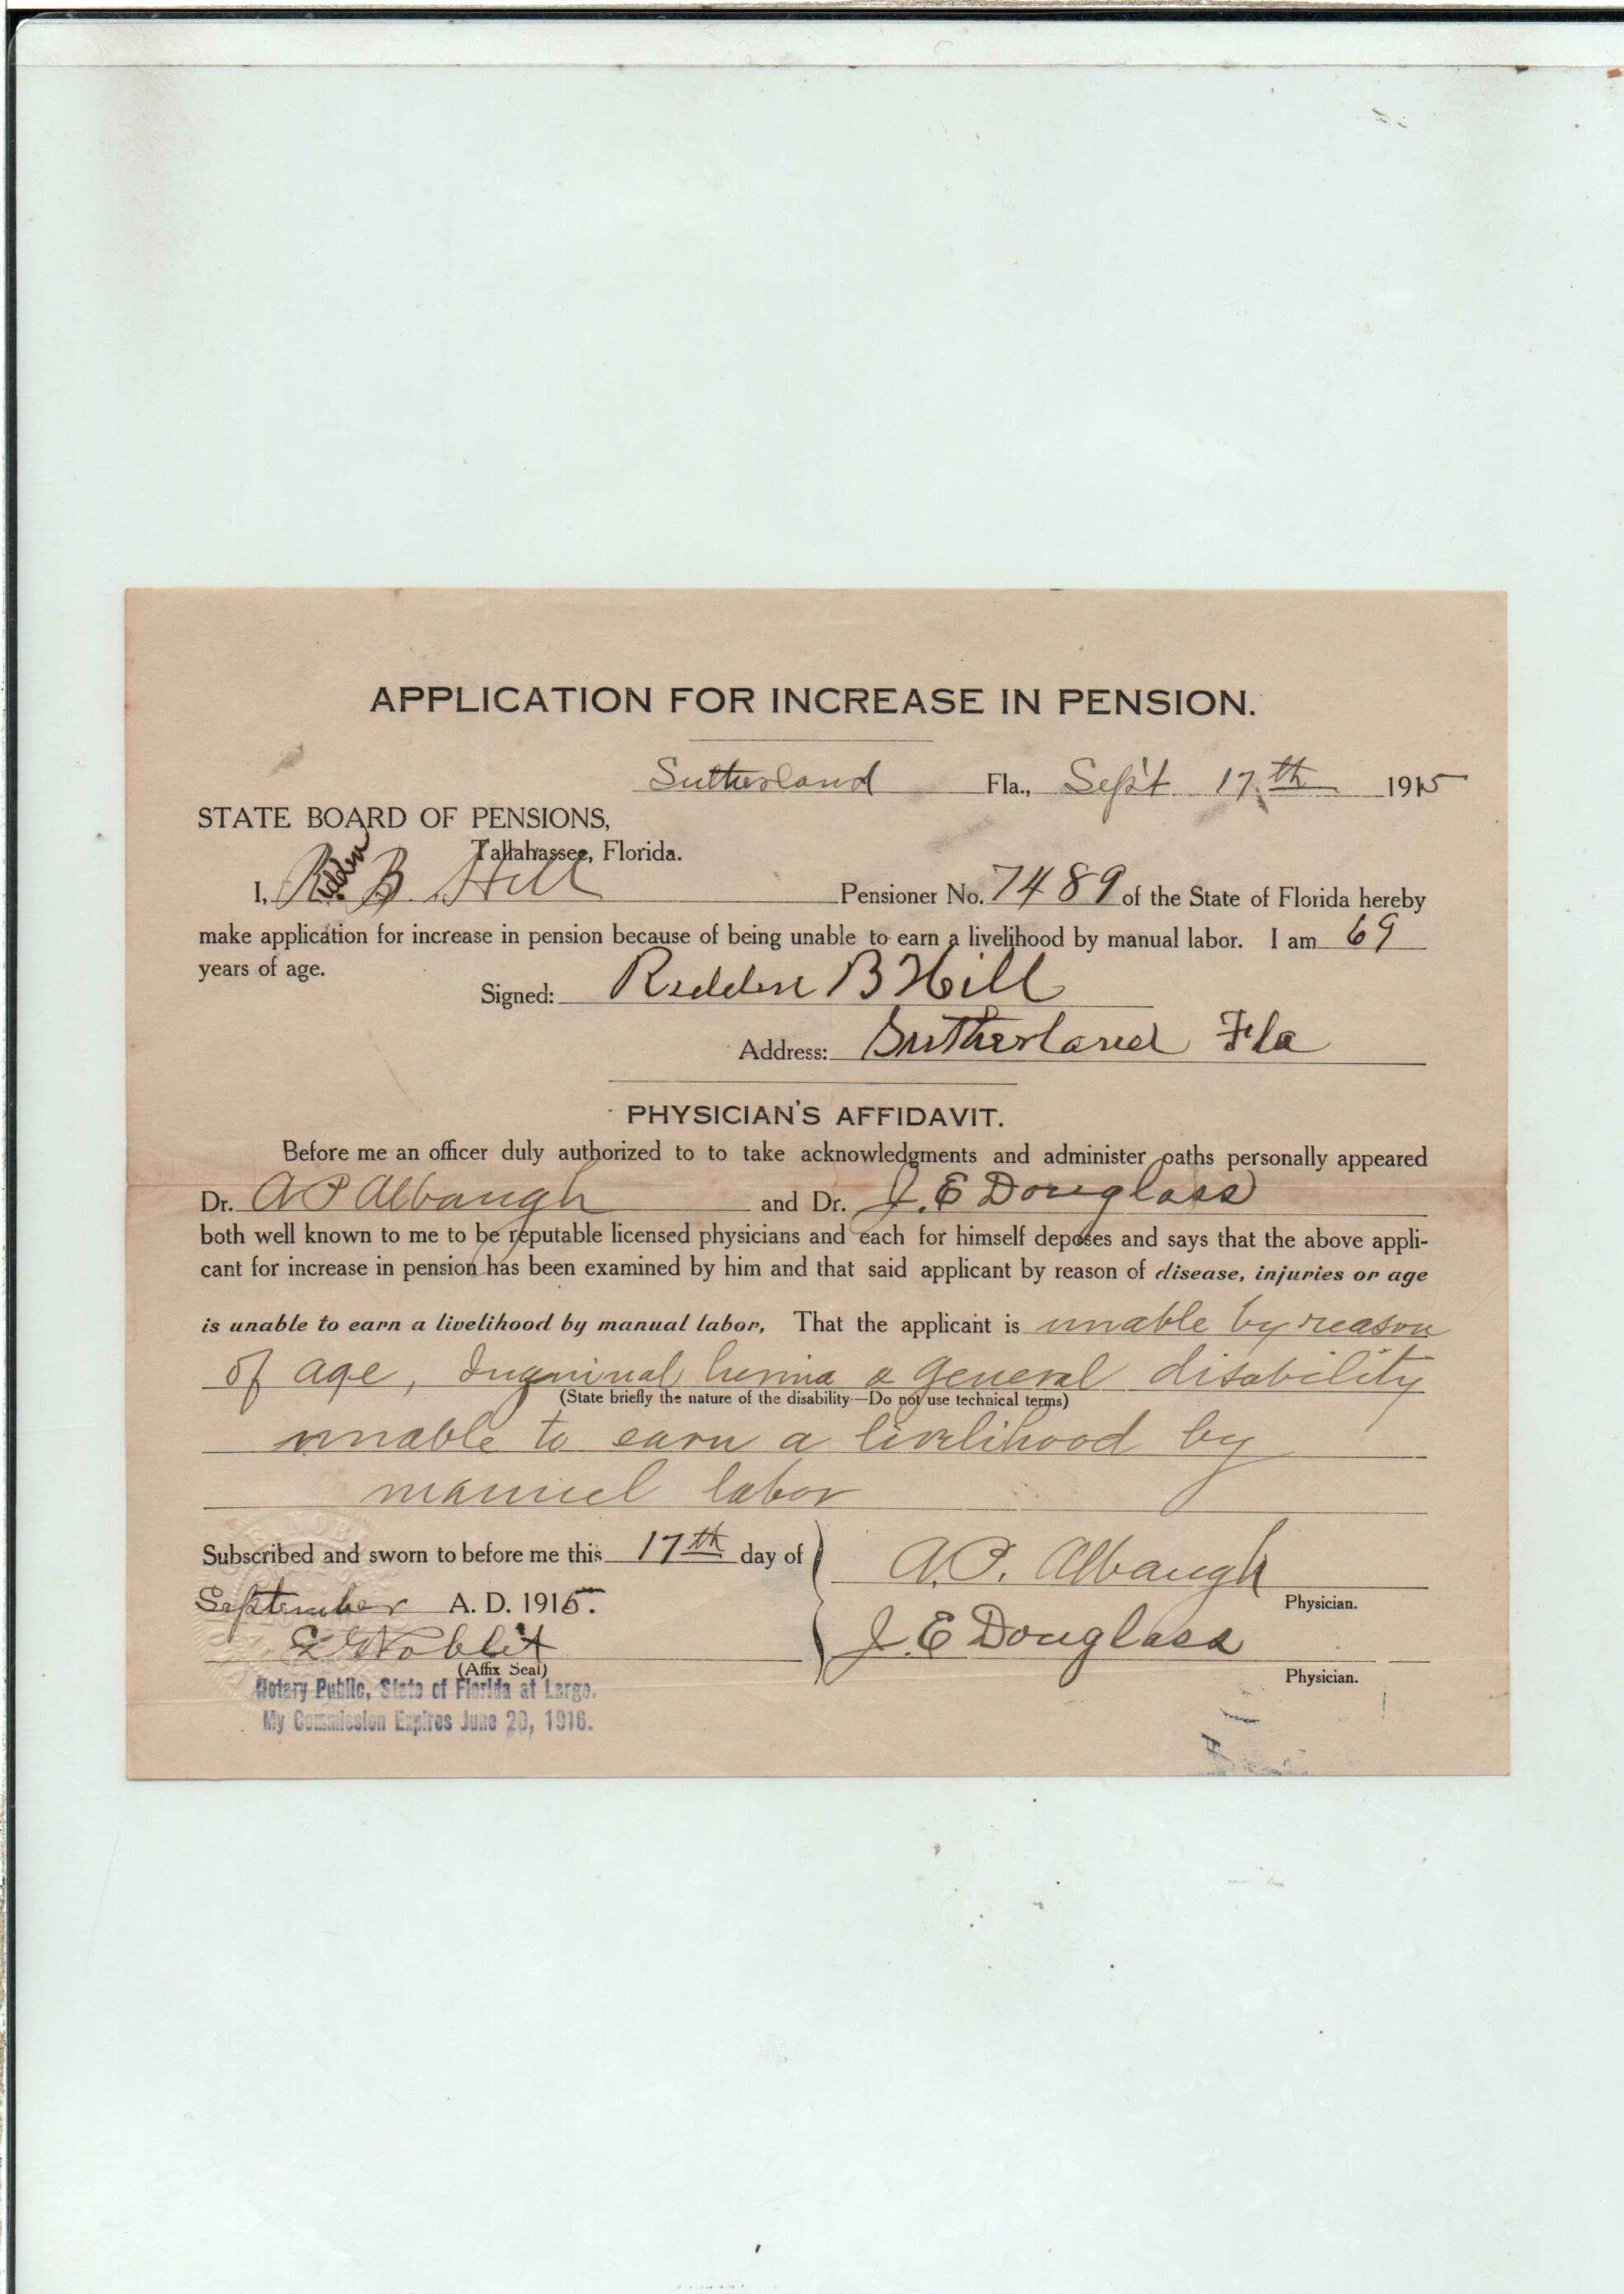 APPLICATION FOR INCREASE IN PENSION.
Sutherland Fla., Sep't 17th 1915
STATE BOARD OF PENSIONS,
Tallahassee, Florida.
I, Redden B Hill Pensioner No. 7489 of the State of Florida hereby
make application for increase in pension because of being unable to earn a livelihood by manual labor. I am 69
years of age.
Signed: Redden B Hill
Address: Sutherland Fla
PHYSICIAN'S AFFIDAVIT.
Before me an officer duly authorized to to take acknowledgments and administer oaths personally appeared
Dr. A P Albaugh and Dr. J. E Douglass
both well known to me to be reputable licensed physicians and each for himself deposes and says that the above appli-
cant for increase in pension has been examined by him and that said applicant by reason of disease, injuries or age
is unable to earn a livelihood by manual labor, That the applicant is unable by reason
of age, Inguninal hernia & general disability
(State briefly the nature of the disability—Do not use technical terms)
unable to earn a livelihood by
manuel labor
Subscribed and sworn to before me this 17th day of
September A. D. 1915.
A. P. Albaugh
Physician.
Noblit
J. E Douglass
(Affix Seal)
Physician.
Notary Public, State of Florida at Large.
My Commission Expires June 20, 1916.